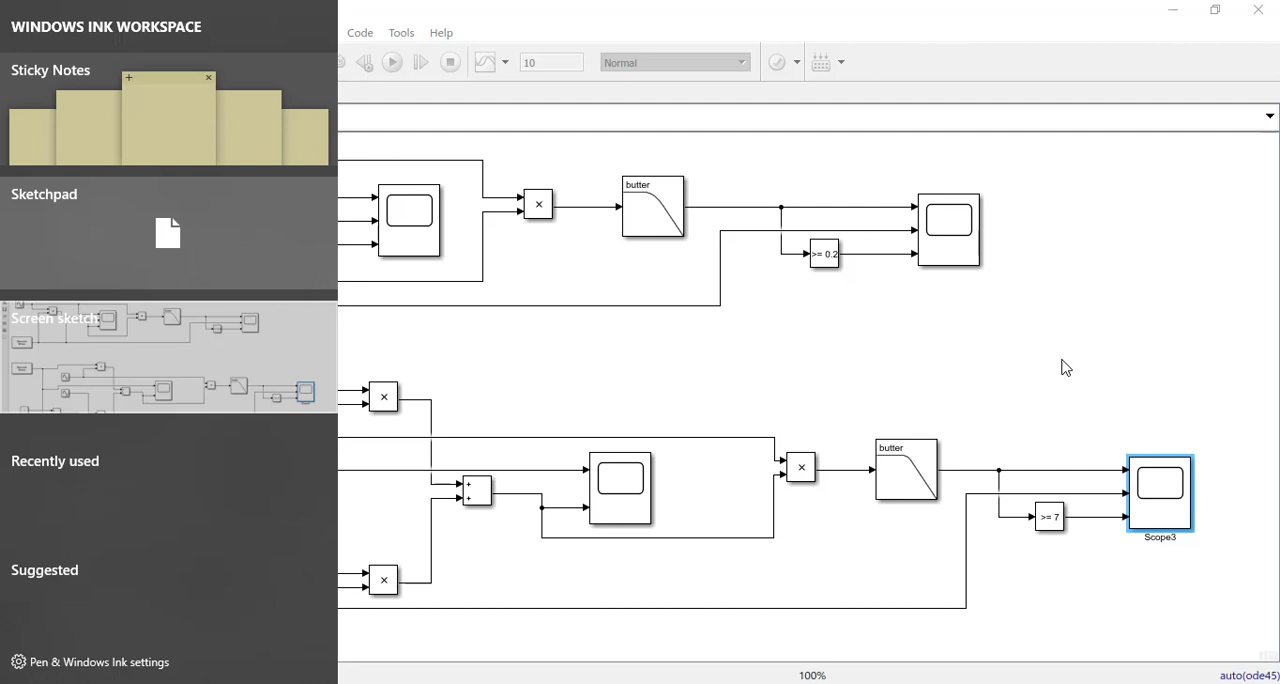 WINDOWS INK WORKSPACE
Sticky Notes
Sketchpad
Screen sketch
Recently used
Suggested
Pen & Windows Ink settings
Code Tools Help
10 Normal
butter
>= 0.2
×
×
butter
×
>= 7
Scope3
×
100%
auto(ode45)